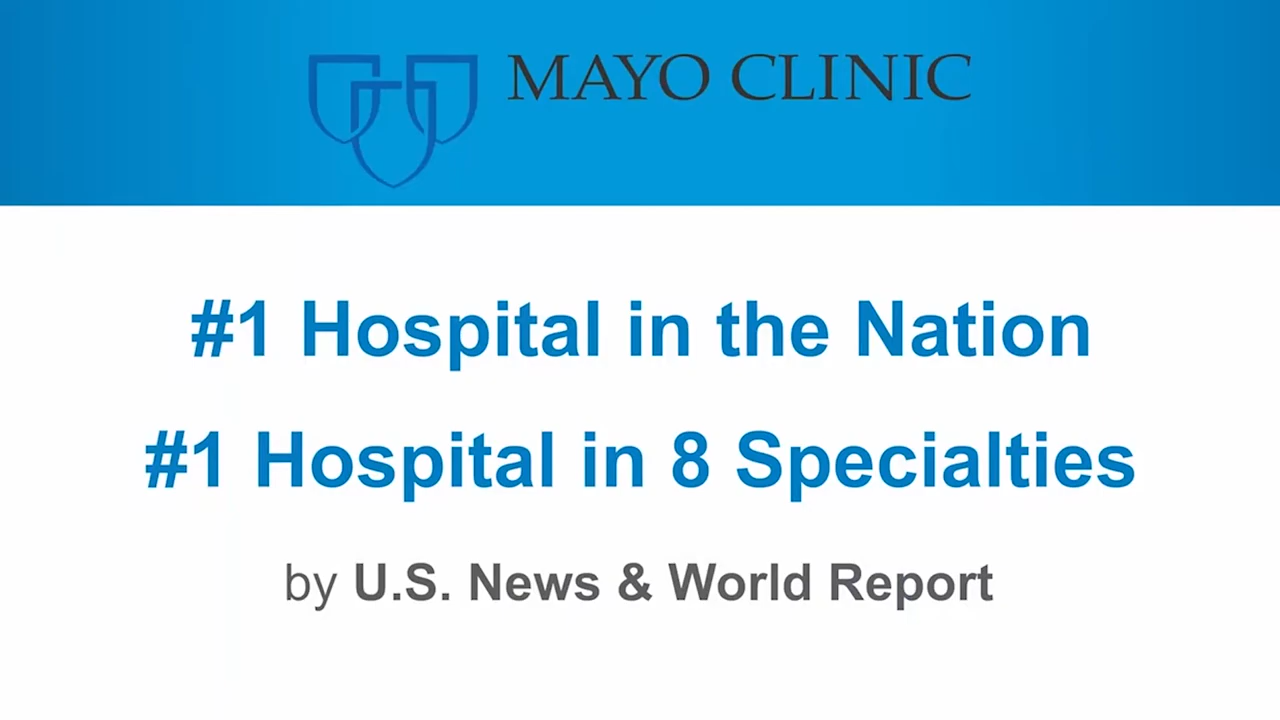 MAYO CLINIC
#1 Hospital in the Nation
#1 Hospital in 8 Specialties
by U.S. News & World Report